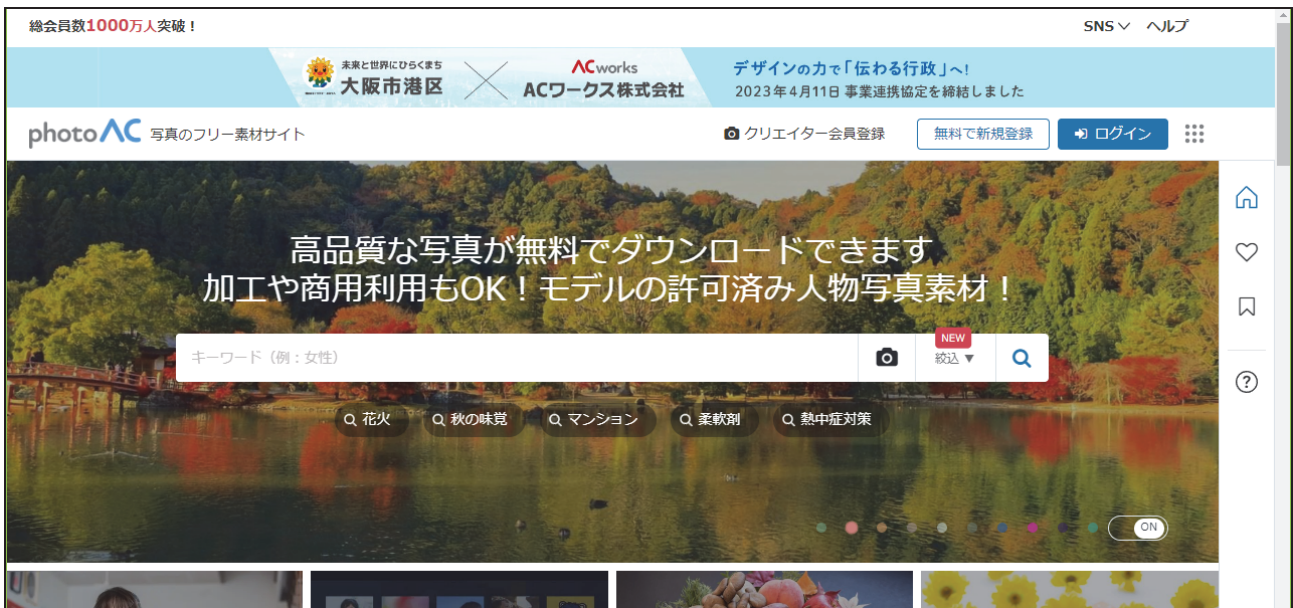 総会員数1000万人突破！
SNS ヘルプ
未来と世界にひらくまち
大阪市港区
ACworks
ACワークス株式会社
デザインの力で「伝わる行政」へ!
2023年4月11日 事業連携協定を締結しました
photoAC 写真のフリー素材サイト
クリエイター会員登録
無料で新規登録
ログイン
高品質な写真が無料でダウンロードできます
加工や商用利用もOK！モデルの許可済み人物写真素材！
キーワード（例：女性）
NEW
絞込 ▼
花火
秋の味覚
マンション
柔軟剤
熱中症対策
ON